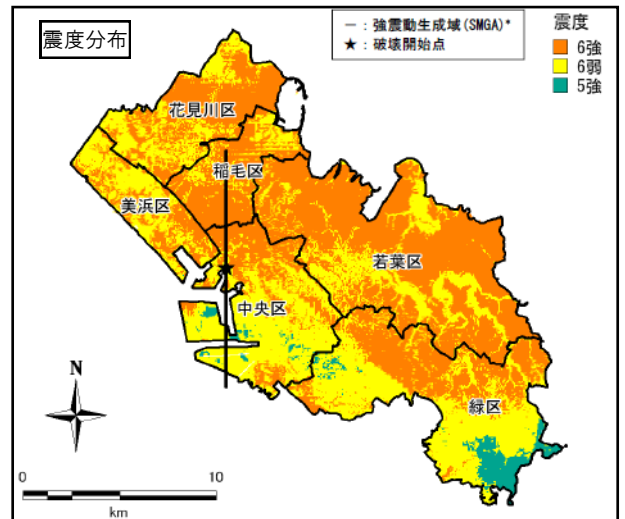 震度分布
－：強震動生成域(SMGA)*
★：破壊開始点
震度
6強
6弱
5強
花見川区
稲毛区
美浜区
若葉区
中央区
緑区
N
0 10
km